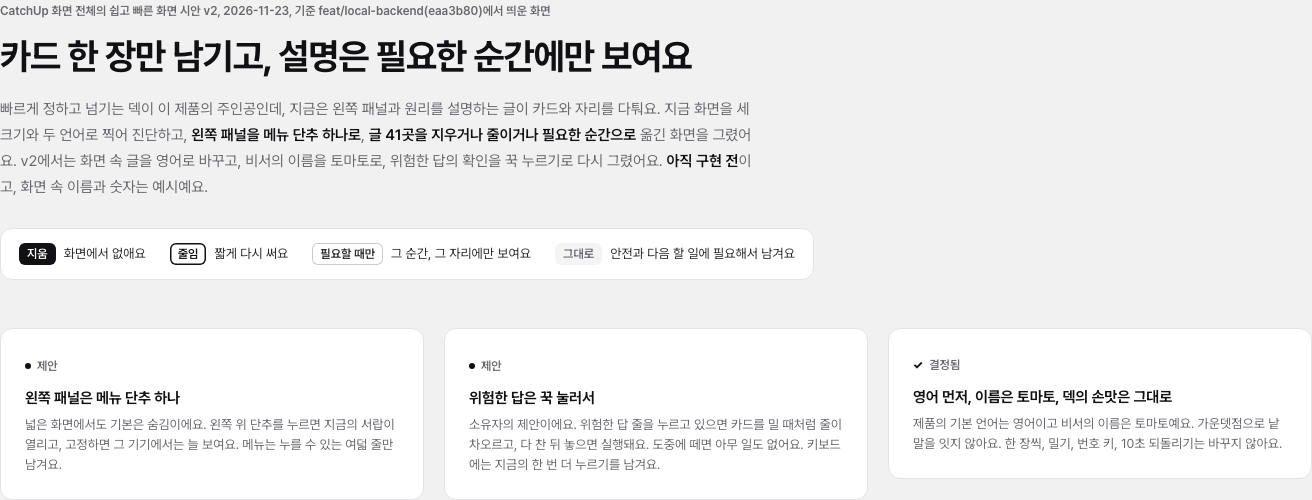 CatchUp 화면 전체의 쉽고 빠른 화면 시안 v2, 2026-11-23, 기준 feat/local-backend(eaa3b80)에서 띄운 화면
카드 한 장만 남기고, 설명은 필요한 순간에만 보여요
빠르게 정하고 넘기는 덱이 이 제품의 주인공인데, 지금은 왼쪽 패널과 원리를 설명하는 글이 카드와 자리를 다퉈요. 지금 화면을 세
크기와 두 언어로 찍어 진단하고, 왼쪽 패널을 메뉴 단추 하나로, 글 41곳을 지우거나 줄이거나 필요한 순간으로 옮긴 화면을 그렸어
요. v2에서는 화면 속 글을 영어로 바꾸고, 비서의 이름을 토마토로, 위험한 답의 확인을 꾹 누르기로 다시 그렸어요. 아직 구현 전이
고, 화면 속 이름과 숫자는 예시예요.
지움 화면에서 없애요 줄임 짧게 다시 써요 필요할 때만 그 순간, 그 자리에만 보여요 그대로 안전과 다음 할 일에 필요해서 남겨요
제안
왼쪽 패널은 메뉴 단추 하나
넓은 화면에서도 기본은 숨김이에요. 왼쪽 위 단추를 누르면 지금의 서랍이
열리고, 고정하면 그 기기에서는 늘 보여요. 메뉴는 누를 수 있는 여덟 줄만
남겨요.
제안
위험한 답은 꾹 눌러서
소유자의 제안이에요. 위험한 답 줄을 누르고 있으면 카드를 밀 때처럼 줄이
차오르고, 다 찬 뒤 놓으면 실행돼요. 도중에 떼면 아무 일도 없어요. 키보드
에는 지금의 한 번 더 누르기를 남겨요.
결정됨
영어 먼저, 이름은 토마토, 덱의 손맛은 그대로
제품의 기본 언어는 영어이고 비서의 이름은 토마토예요. 가운뎃점으로 낱
말을 잇지 않아요. 한 장씩, 밀기, 번호 키, 10초 되돌리기는 바꾸지 않아요.